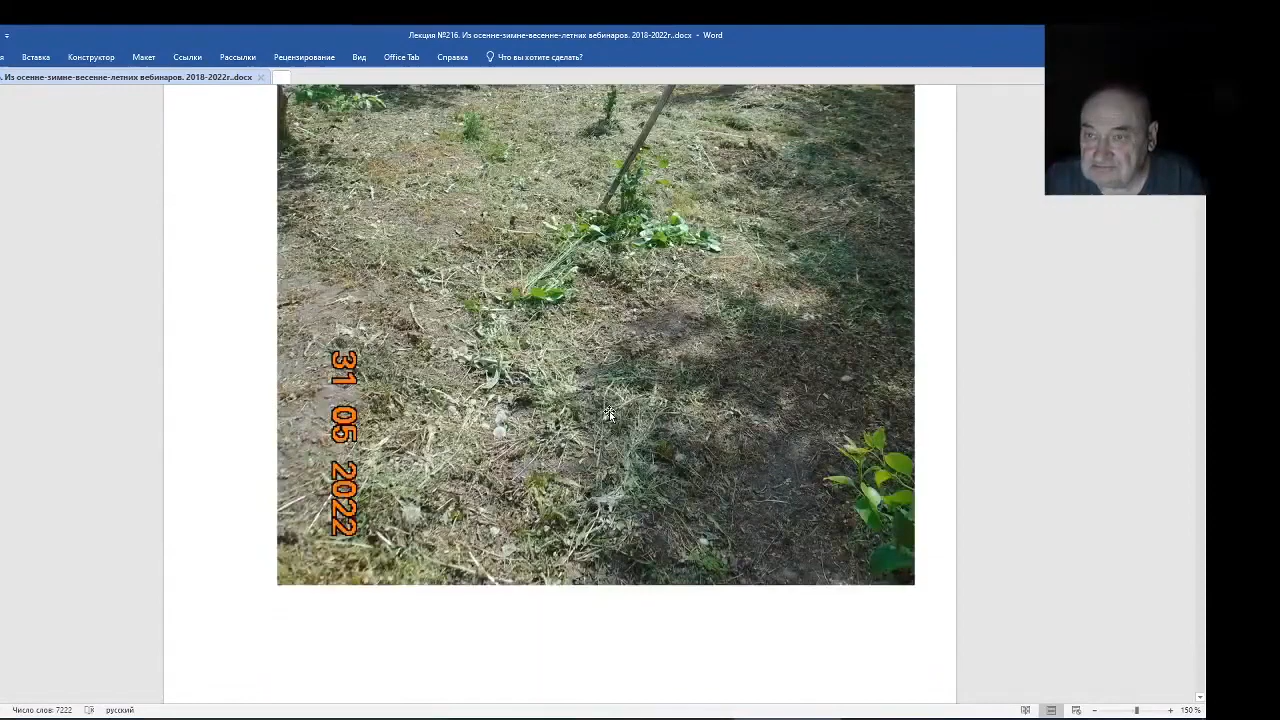 Лекция №216. Из осенне-зимне-весенне-летних вебинаров. 2018-2022г..docx - Word
Вставка Конструктор Макет Ссылки Рассылки Рецензирование Вид Office Tab Справка Что вы хотите сделать?
. Из осенне-зимне-весенне-летних вебинаров. 2018-2022г..docx
31 05 2022
Число слов: 7222 русский 150 %